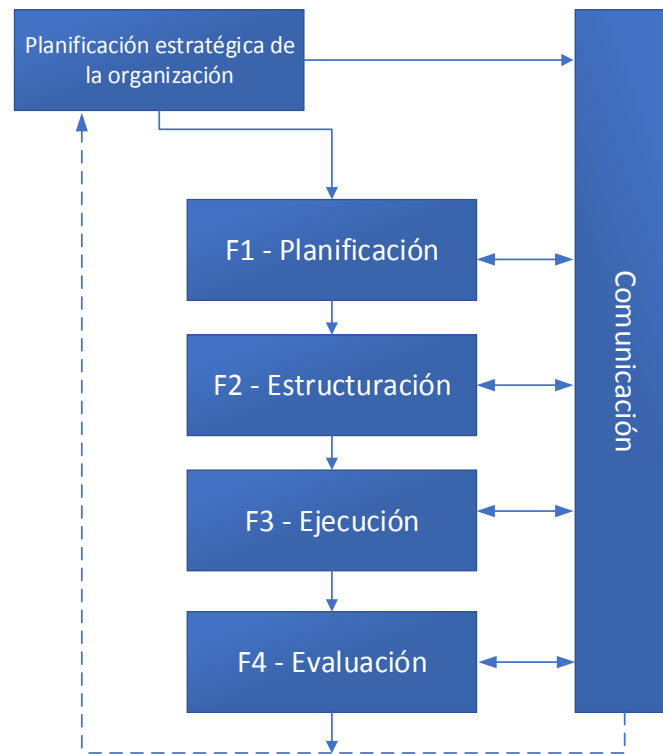 Planificación estratégica de
la organización
F1 - Planificación
F2 - Estructuración
F3 - Ejecución
F4 - Evaluación
Comunicación